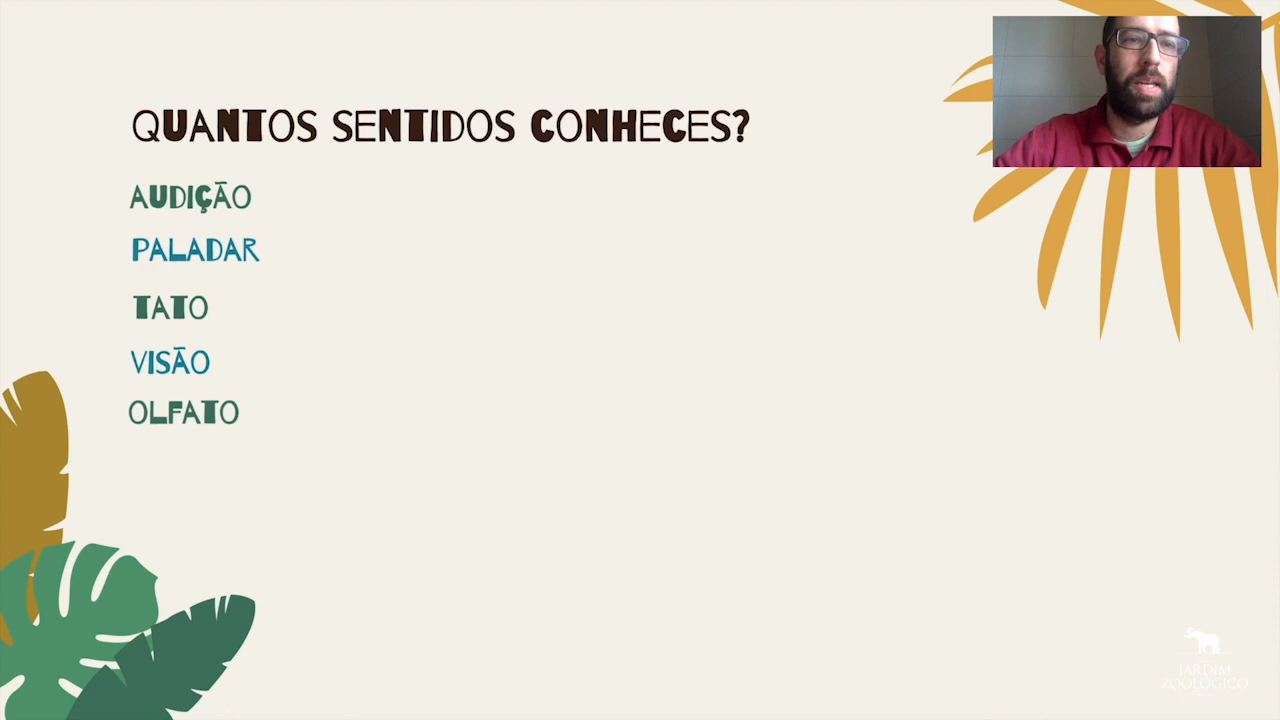 QUANTOS SENTIDOS CONHECES?
AUDIÇÃO
PALADAR
TATO
VISÃO
OLFATO
JARDIM
ZOOLÓGICO